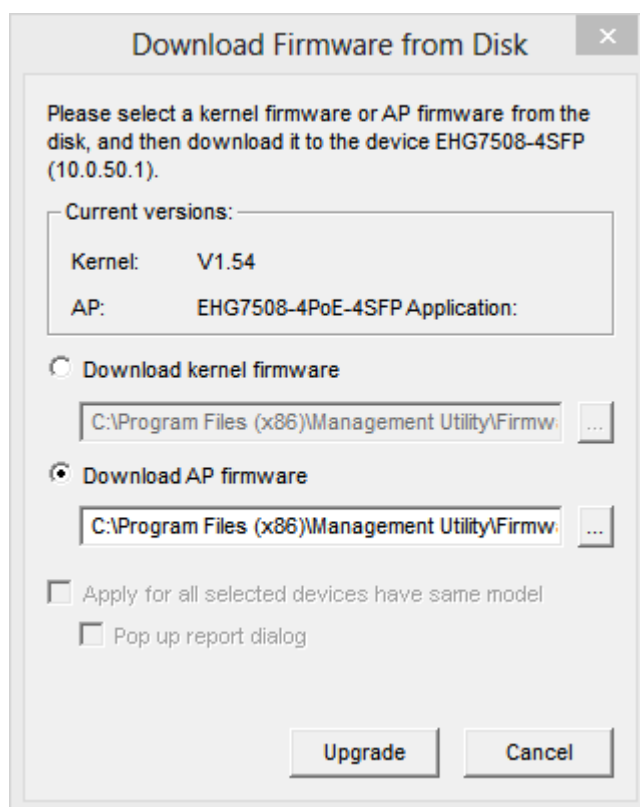 Download Firmware from Disk
Please select a kernel firmware or AP firmware from the
disk, and then download it to the device EHG7508-4SFP
(10.0.50.1).
Current versions:
Kernel: V1.54
AP: EHG7508-4PoE-4SFP Application:
Download kernel firmware
C:\Program Files (x86)\Management Utility\Firmw ...
Download AP firmware
C:\Program Files (x86)\Management Utility\Firmw ...
Apply for all selected devices have same model
Pop up report dialog
Upgrade Cancel